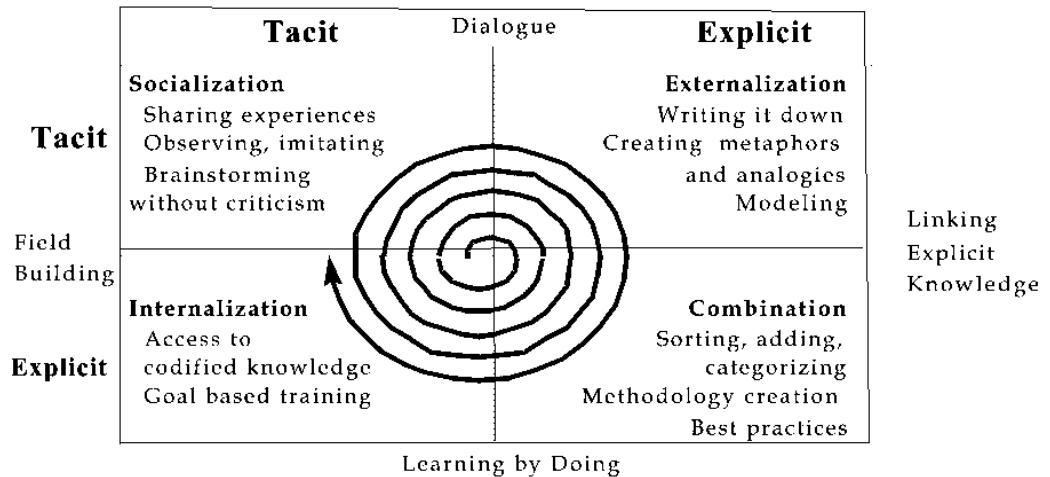 Tacit
Dialogue
Explicit
Tacit
Socialization
Sharing experiences
Observing, imitating
Brainstorming
without criticism
Externalization
Writing it down
Creating metaphors
and analogies
Modeling
Field
Building
Linking
Explicit
Knowledge
Explicit
Internalization
Access to
codified knowledge
Goal based training
Combination
Sorting, adding,
categorizing
Methodology creation
Best practices
Learning by Doing